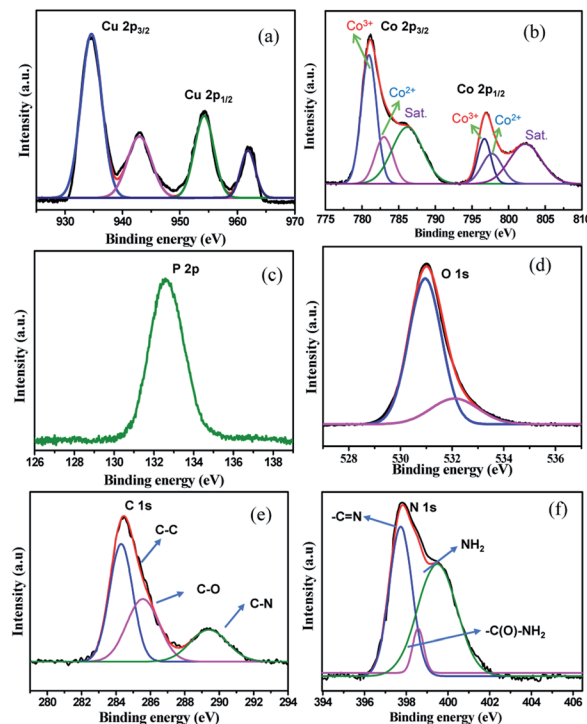 (a)
Cu 2p3/2
Cu 2p1/2
Intensity (a.u.)
930 940 950 960 970
Binding energy (eV)
(b)
Co3+
Co 2p3/2
Co2+
Sat.
Co 2p1/2
Co3+
Co2+
Sat.
Intensity (a.u.)
775 780 785 790 795 800 805 810
Binding energy (eV)
(c)
P 2p
Intensity (a.u.)
126 128 130 132 134 136 138
Binding energy (eV)
(d)
O 1s
Intensity (a.u.)
528 530 532 534 536
Binding energy (eV)
(e)
C 1s
C-C
C-O
C-N
Intensity (a.u)
280 282 284 286 288 290 292 294
Binding energy (eV)
(f)
-C=N
N 1s
NH2
-C(O)-NH2
Intensity (a.u.)
394 396 398 400 402 404 406
Binding energy (eV)